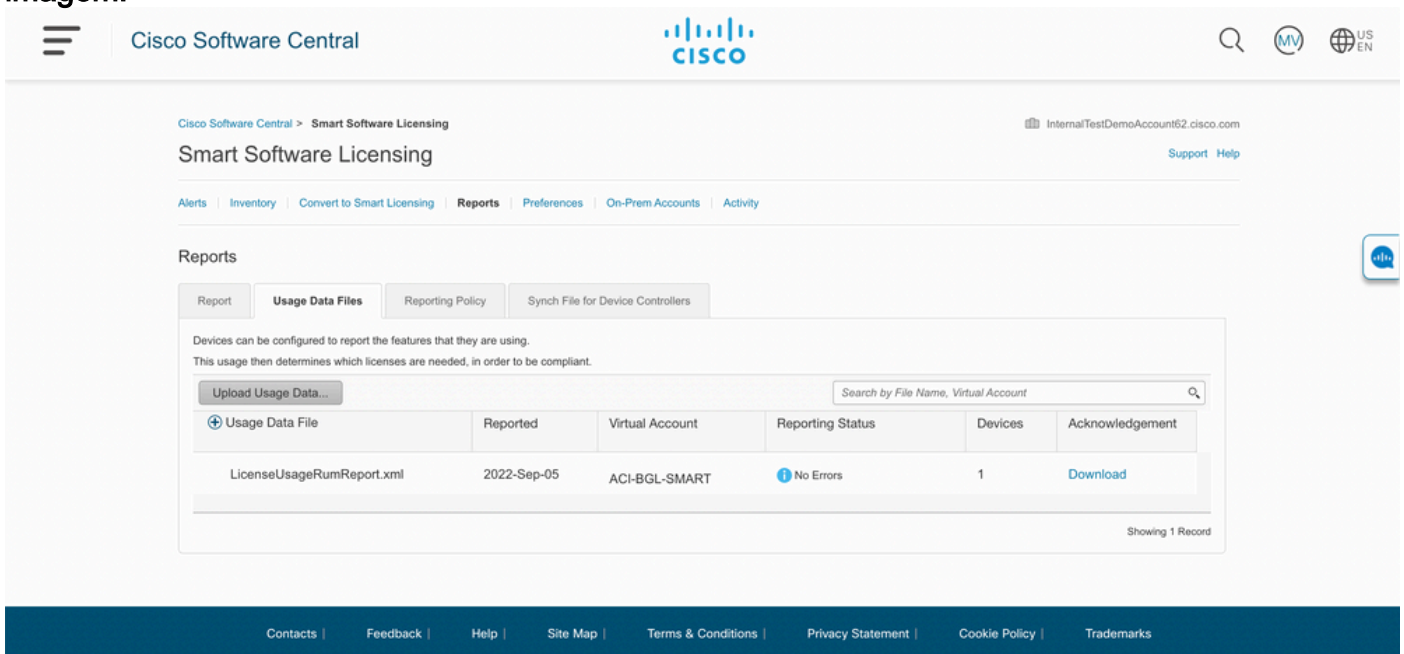 imagem.
Cisco Software Central
CISCO
MV
US
EN
Cisco Software Central > Smart Software Licensing
InternalTestDemoAccount62.cisco.com
Smart Software Licensing
Support Help
Alerts | Inventory | Convert to Smart Licensing | Reports | Preferences | On-Prem Accounts | Activity
Reports
Report Usage Data Files Reporting Policy Synch File for Device Controllers
Devices can be configured to report the features that they are using.
This usage then determines which licenses are needed, in order to be compliant.
Upload Usage Data... Search by File Name, Virtual Account
Usage Data File Reported Virtual Account Reporting Status Devices Acknowledgement
LicenseUsageRumReport.xml 2022-Sep-05 ACI-BGL-SMART No Errors 1 Download
Showing 1 Record
Contacts | Feedback | Help | Site Map | Terms & Conditions | Privacy Statement | Cookie Policy | Trademarks